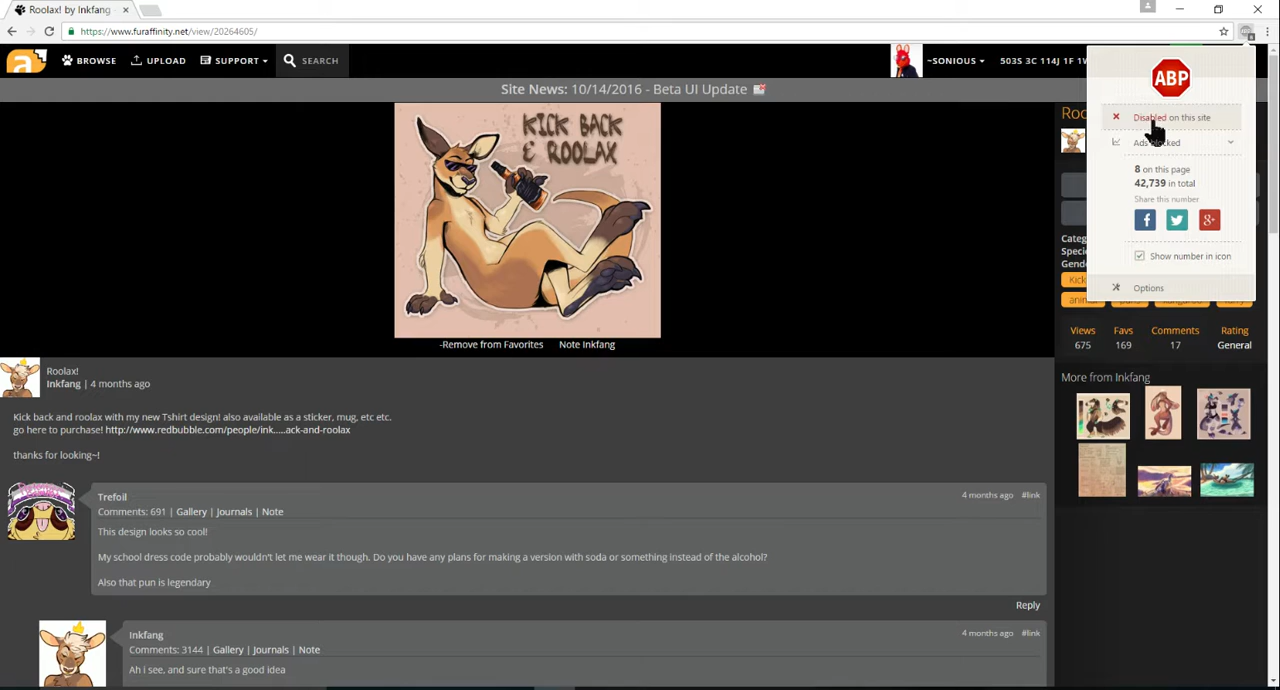 Roolax! by Inkfang
https://www.furaffinity.net/view/20264605/
BROWSE UPLOAD SUPPORT SEARCH ~SONIOUS 503S 3C 114J 1F
Site News: 10/14/2016 - Beta UI Update
ABP
Disabled on this site
Ads blocked
8 on this page
42,739 in total
Share this number
Show number in icon
Options
KICK BACK
& ROOLAX
-Remove from Favorites Note Inkfang
Views Favs Comments Rating
675 169 17 General
More from Inkfang
Roolax!
Inkfang | 4 months ago
Kick back and roolax with my new Tshirt design! also available as a sticker, mug, etc etc.
go here to purchase! http://www.redbubble.com/people/ink.....ack-and-roolax
thanks for looking~!
Trefoil 4 months ago #link
Comments: 691 | Gallery | Journals | Note
This design looks so cool!
My school dress code probably wouldn't let me wear it though. Do you have any plans for making a version with soda or something instead of the alcohol?
Also that pun is legendary
Reply
Inkfang 4 months ago #link
Comments: 3144 | Gallery | Journals | Note
Ah i see, and sure that's a good idea